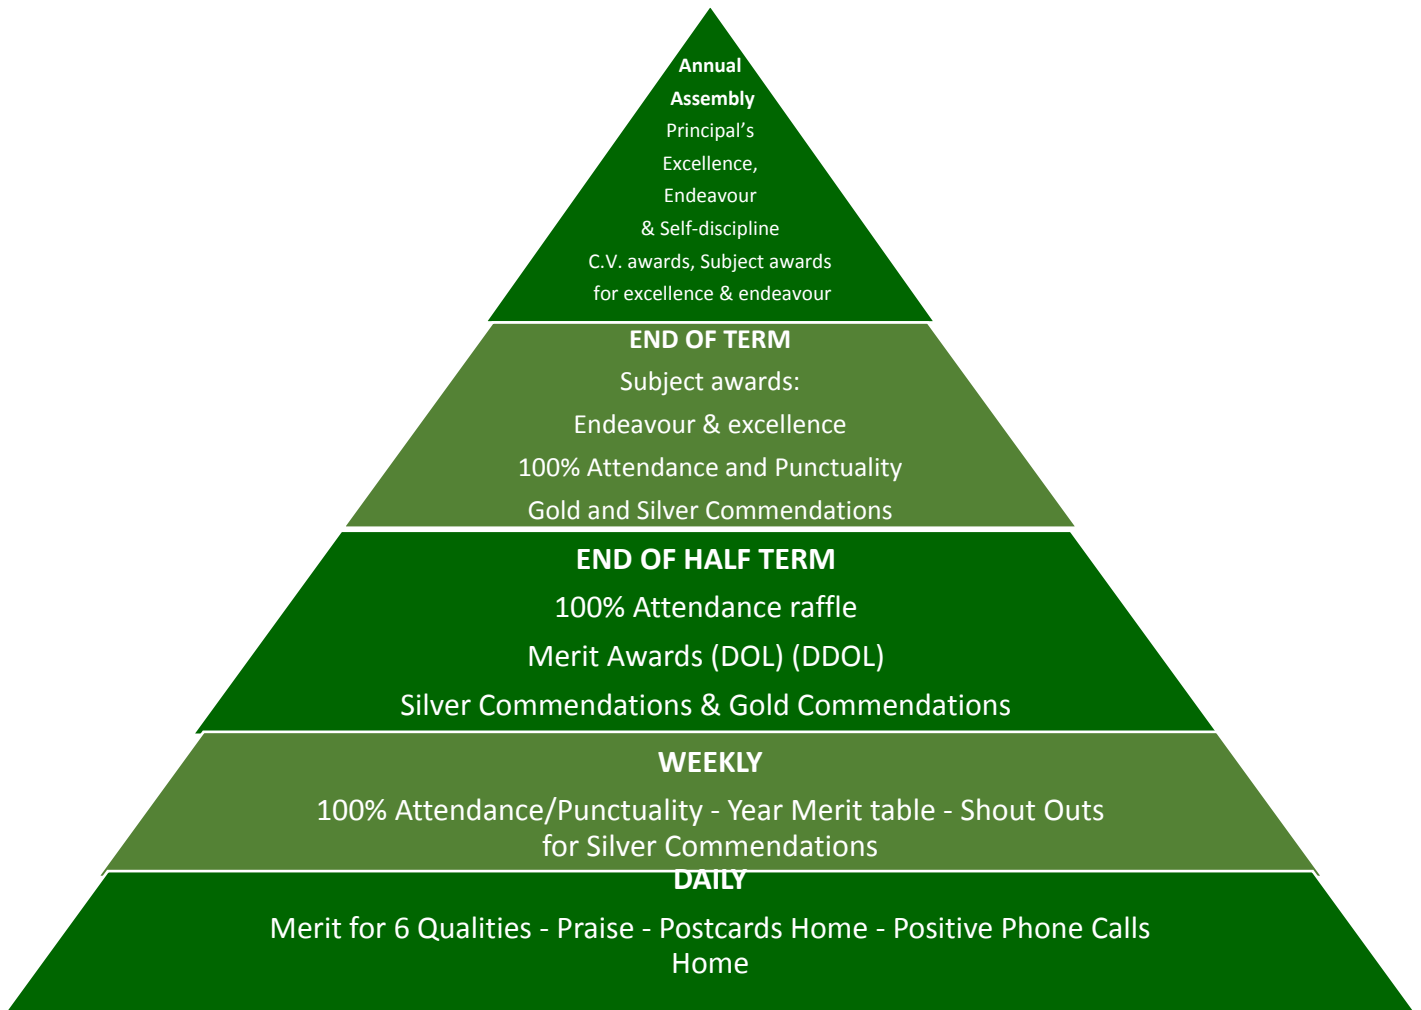 Annual
Assembly
Principal’s
Excellence,
Endeavour
& Self-discipline
C.V. awards, Subject awards
for excellence & endeavour
END OF TERM
Subject awards:
Endeavour & excellence
100% Attendance and Punctuality
Gold and Silver Commendations
END OF HALF TERM
100% Attendance raffle
Merit Awards (DOL) (DDOL)
Silver Commendations & Gold Commendations
WEEKLY
100% Attendance/Punctuality - Year Merit table - Shout Outs
for Silver Commendations
DAILY
Merit for 6 Qualities - Praise - Postcards Home - Positive Phone Calls
Home